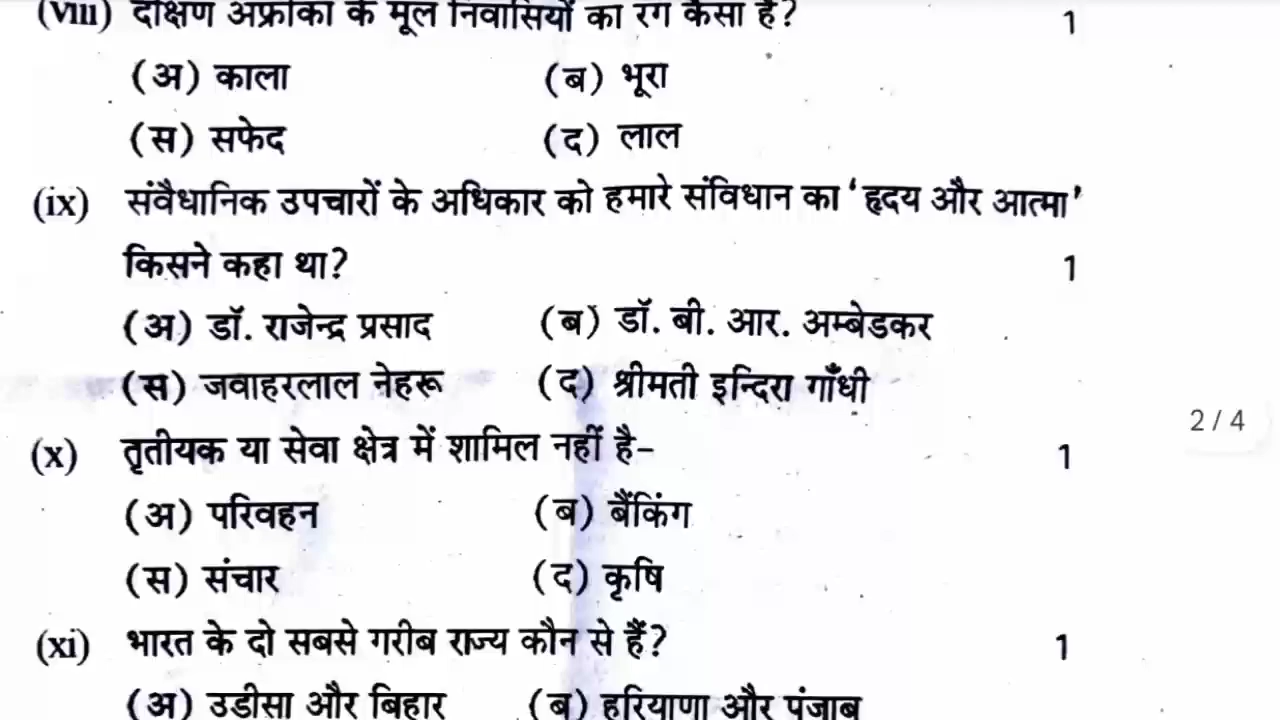 (viii) दक्षिण अफ्रीका के मूल निवासियों का रंग कैसा है? 1
(अ) काला (ब) भूरा
(स) सफेद (द) लाल
(ix) संवैधानिक उपचारों के अधिकार को हमारे संविधान का ‘हृदय और आत्मा’
किसने कहा था? 1
(अ) डॉ. राजेन्द्र प्रसाद (ब) डॉ. बी. आर. अम्बेडकर
(स) जवाहरलाल नेहरू (द) श्रीमती इन्दिरा गाँधी
2 / 4
(x) तृतीयक या सेवा क्षेत्र में शामिल नहीं है– 1
(अ) परिवहन (ब) बैंकिंग
(स) संचार (द) कृषि
(xi) भारत के दो सबसे गरीब राज्य कौन से हैं? 1
(अ) उडीसा और बिहार (ब) हरियाणा और पंजाब